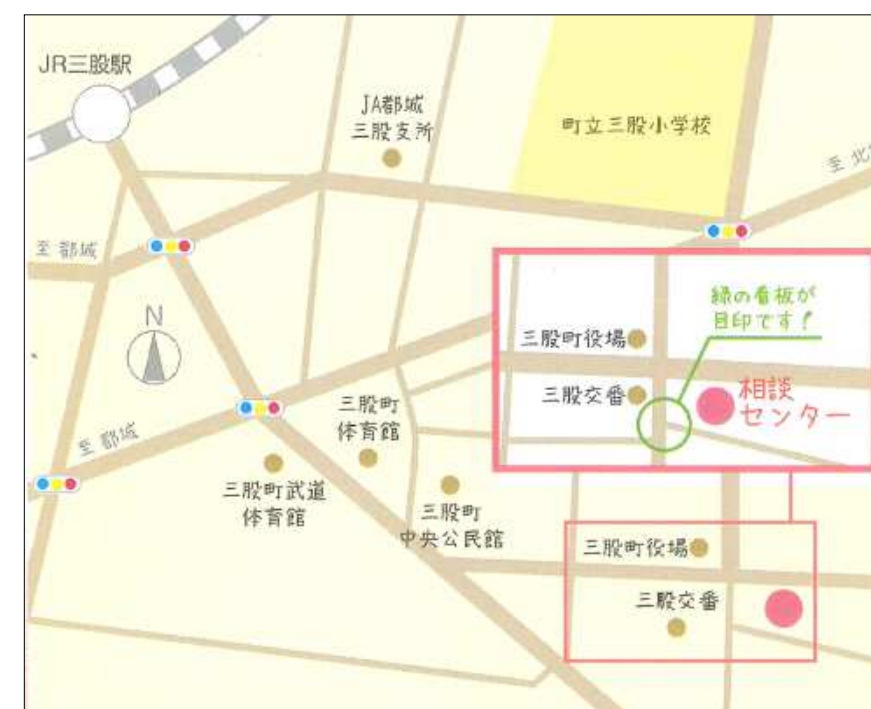 JR三股駅
JA都城
三股支所
町立三股小学校
至 北
至 都城
N
緑の看板が
目印です!
三股町役場
三股交番
相談
センター
三股町
体育館
至 都城
三股町武道
体育館
三股町
中央公民館
三股町役場
三股交番